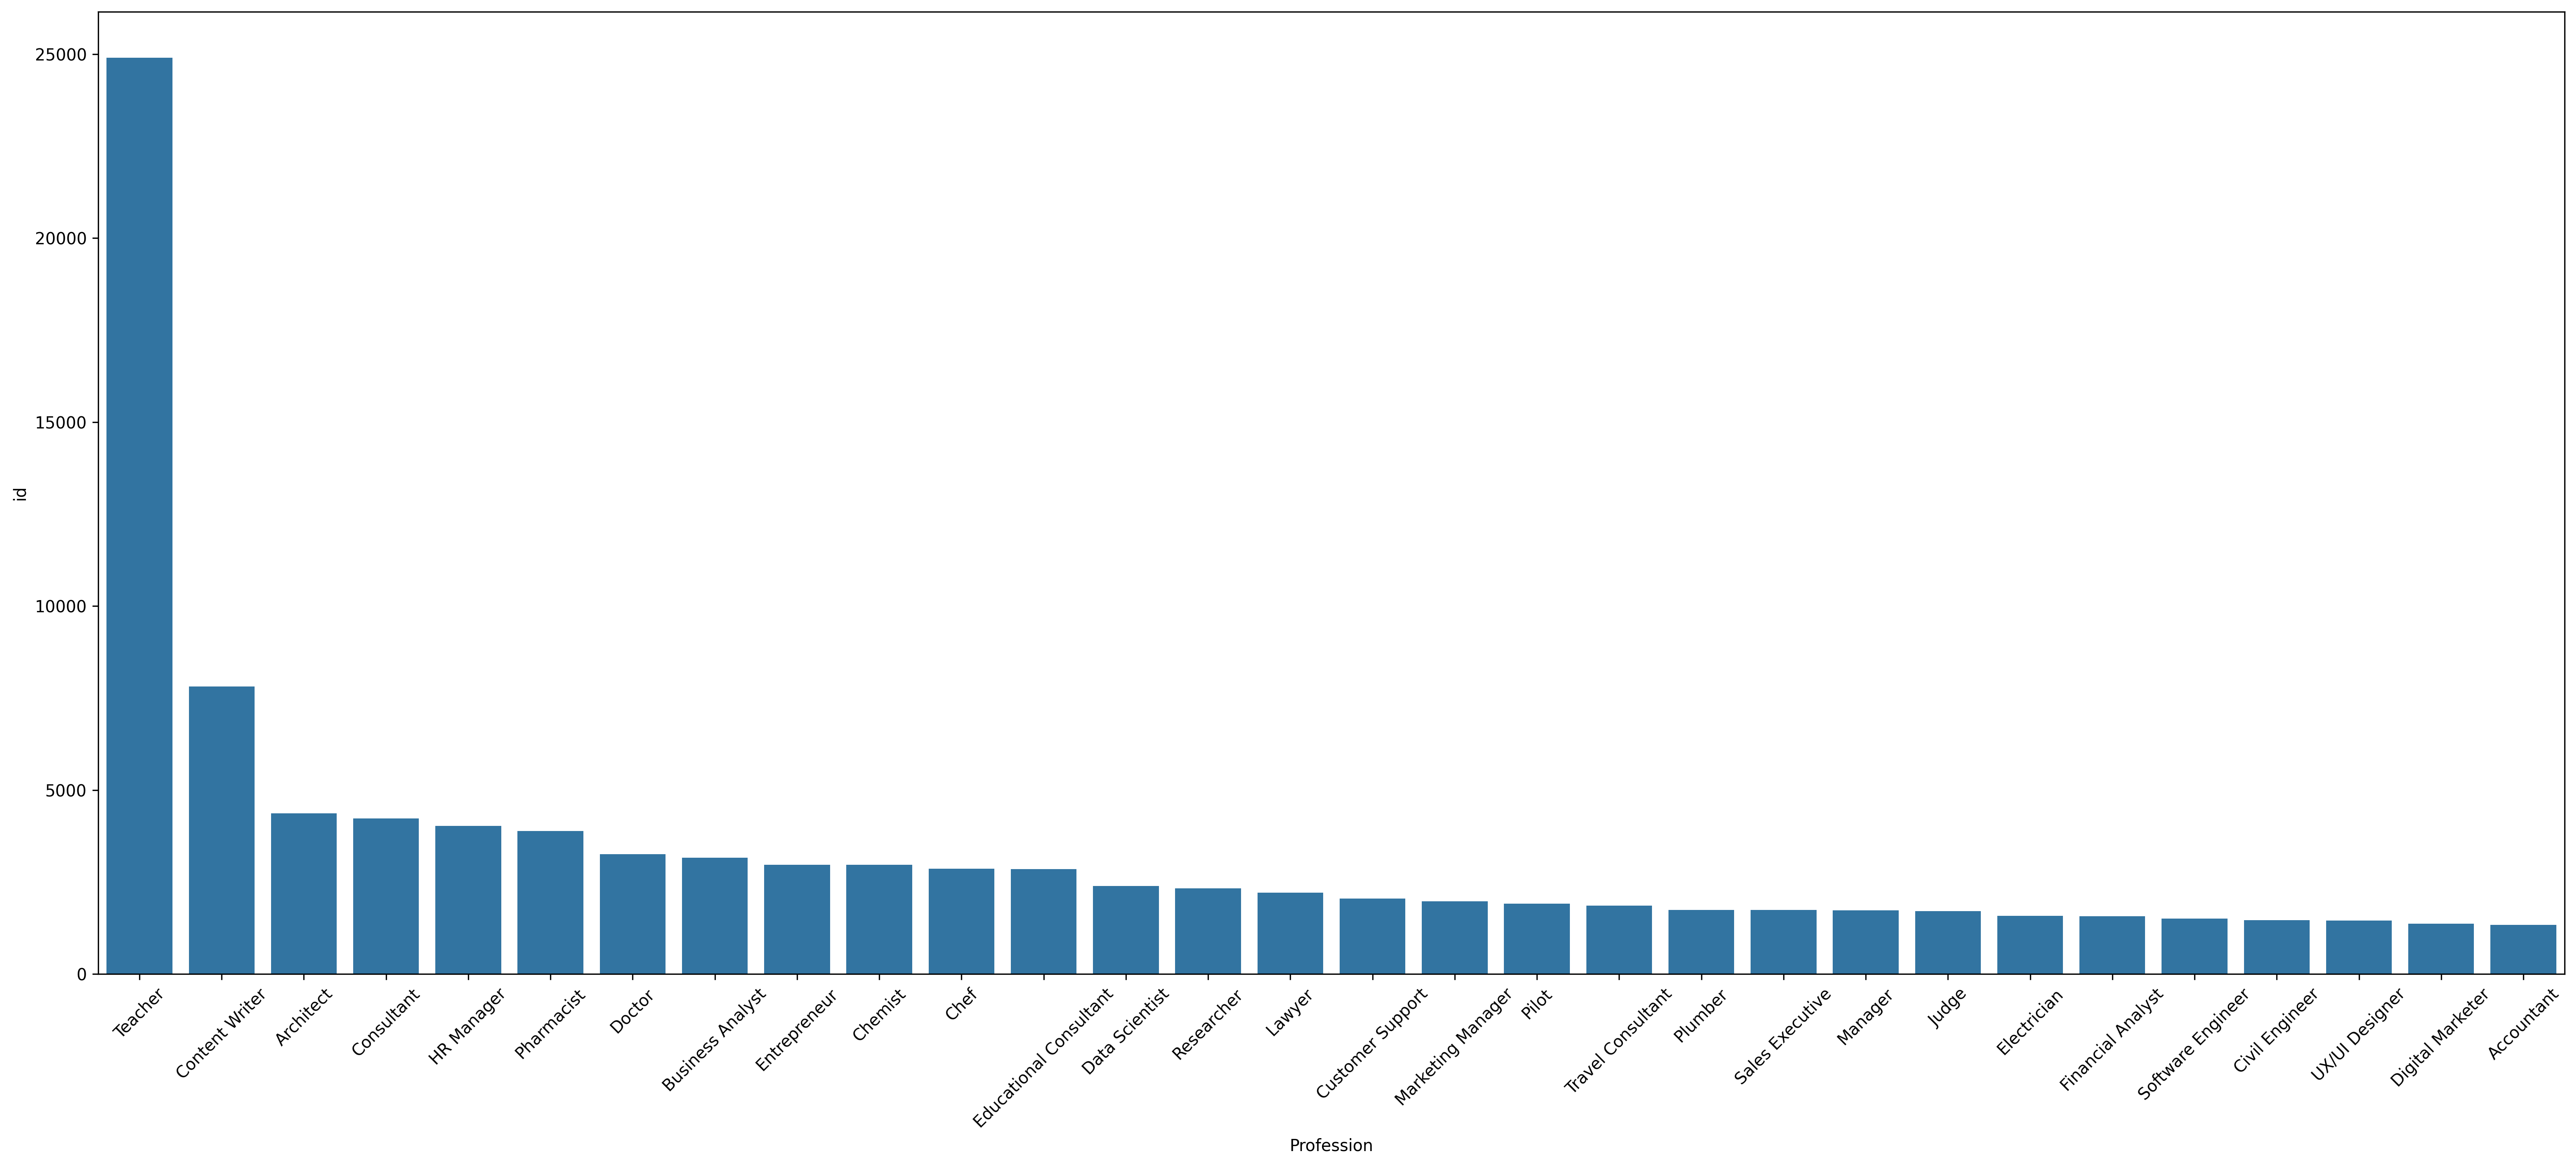 25000
20000
15000
10000
5000
0
id
Teacher
Content Writer
Architect
Consultant
HR Manager
Pharmacist
Doctor
Business Analyst
Entrepreneur
Chemist
Chef
Educational Consultant
Data Scientist
Researcher
Lawyer
Customer Support
Marketing Manager
Pilot
Travel Consultant
Plumber
Sales Executive
Manager
Judge
Electrician
Financial Analyst
Software Engineer
Civil Engineer
UX/UI Designer
Digital Marketer
Accountant
Profession